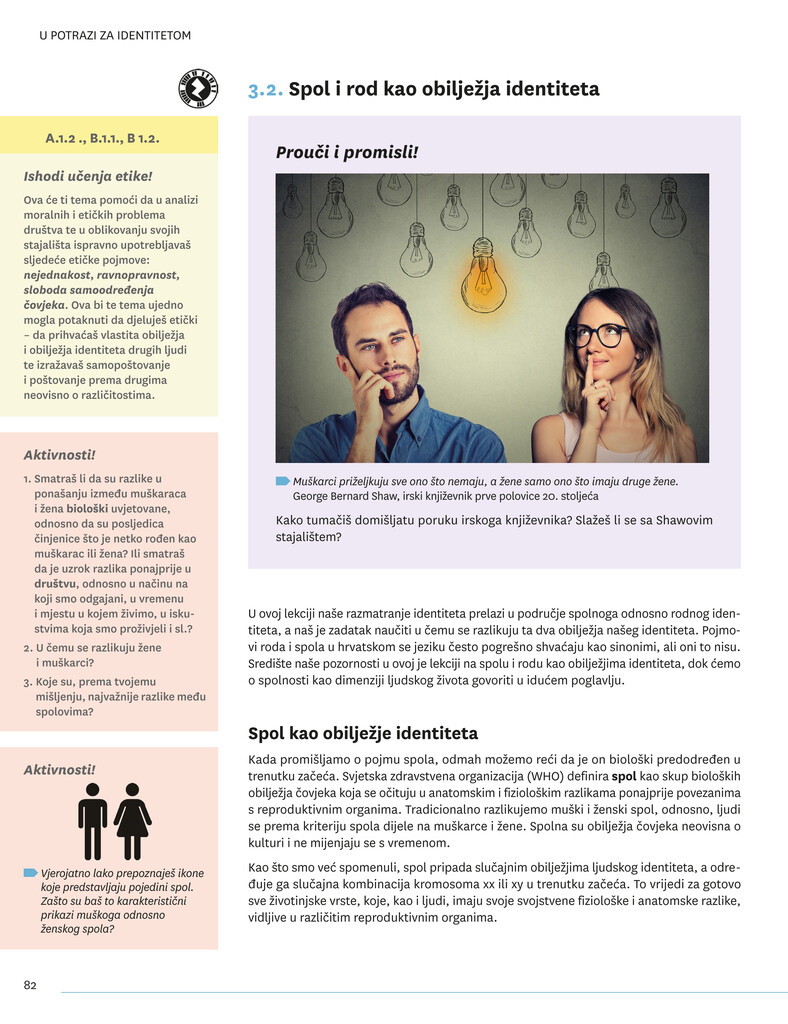 U POTRAZI ZA IDENTITETOM
3.2. Spol i rod kao obilježja identiteta
A.1.2 ., B.1.1., B 1.2.
Ishodi učenja etike!
Ova će ti tema pomoći da u analizi
moralnih i etičkih problema
društva te u oblikovanju svojih
stajališta ispravno upotrebljavaš
sljedeće etičke pojmove:
nejednakost, ravnopravnost,
sloboda samoodređenja
čovjeka. Ova bi te tema ujedno
mogla potaknuti da djeluješ etički
– da prihvaćaš vlastita obilježja
i obilježja identiteta drugih ljudi
te izražavaš samopoštovanje
i poštovanje prema drugima
neovisno o različitostima.
Aktivnosti!
1. Smatraš li da su razlike u
ponašanju između muškaraca
i žena biološki uvjetovane,
odnosno da su posljedica
činjenice što je netko rođen kao
muškarac ili žena? Ili smatraš
da je uzrok razlika ponajprije u
društvu, odnosno u načinu na
koji smo odgajani, u vremenu
i mjestu u kojem živimo, u isku-
stvima koja smo proživjeli i sl.?
2. U čemu se razlikuju žene
i muškarci?
3. Koje su, prema tvojemu
mišljenju, najvažnije razlike među
spolovima?
Aktivnosti!
Vjerojatno lako prepoznaješ ikone
koje predstavljaju pojedini spol.
Zašto su baš to karakteristični
prikazi muškoga odnosno
ženskog spola?
Prouči i promisli!
Muškarci priželjkuju sve ono što nemaju, a žene samo ono što imaju druge žene.
George Bernard Shaw, irski književnik prve polovice 20. stoljeća
Kako tumačiš domišljatu poruku irskoga književnika? Slažeš li se sa Shawovim
stajalištem?
U ovoj lekciji naše razmatranje identiteta prelazi u područje spolnoga odnosno rodnog iden-
titeta, a naš je zadatak naučiti u čemu se razlikuju ta dva obilježja našeg identiteta. Pojmo-
vi roda i spola u hrvatskom se jeziku često pogrešno shvaćaju kao sinonimi, ali oni to nisu.
Središte naše pozornosti u ovoj je lekciji na spolu i rodu kao obilježjima identiteta, dok ćemo
o spolnosti kao dimenziji ljudskog života govoriti u idućem poglavlju.
Spol kao obilježje identiteta
Kada promišljamo o pojmu spola, odmah možemo reći da je on biološki predodređen u
trenutku začeća. Svjetska zdravstvena organizacija (WHO) definira spol kao skup bioloških
obilježja čovjeka koja se očituju u anatomskim i fiziološkim razlikama ponajprije povezanima
s reproduktivnim organima. Tradicionalno razlikujemo muški i ženski spol, odnosno, ljudi
se prema kriteriju spola dijele na muškarce i žene. Spolna su obilježja čovjeka neovisna o
kulturi i ne mijenjaju se s vremenom.
Kao što smo već spomenuli, spol pripada slučajnim obilježjima ljudskog identiteta, a odre-
đuje ga slučajna kombinacija kromosoma xx ili xy u trenutku začeća. To vrijedi za gotovo
sve životinjske vrste, koje, kao i ljudi, imaju svoje svojstvene fiziološke i anatomske razlike,
vidljive u različitim reproduktivnim organima.
82